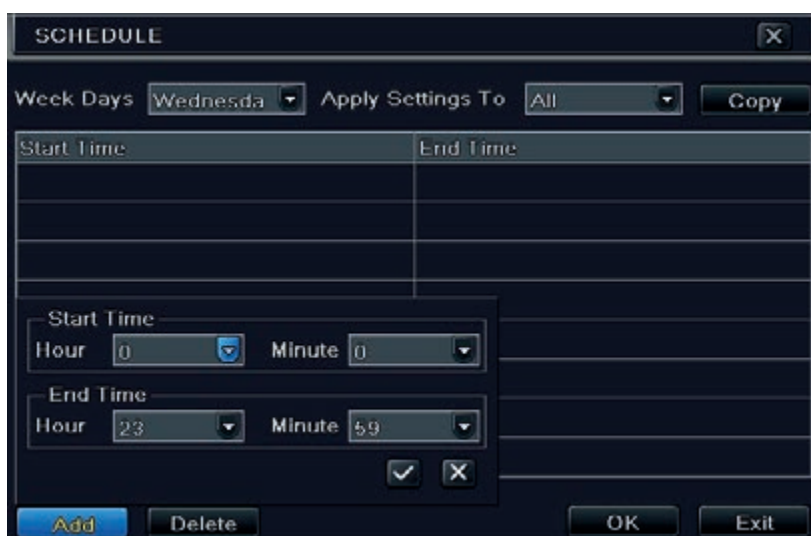 SCHEDULE
Week Days Wednesda Apply Settings To All Copy
Start Time End Time
Start Time
Hour 0 Minute 0
End Time
Hour 23 Minute 59
Add Delete OK Exit